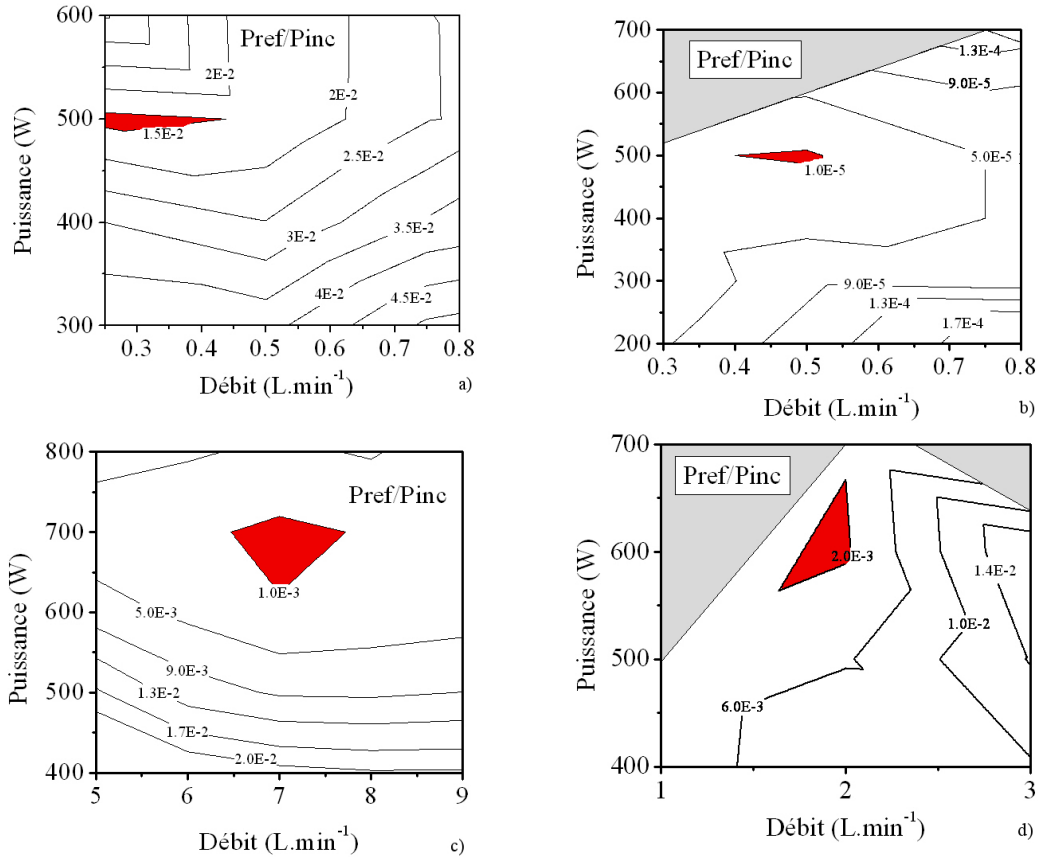 Pref/Pinc
Puissance (W)
600
500
400
300
2E-2
2E-2
1.5E-2
2.5E-2
3E-2
3.5E-2
4E-2
4.5E-2
0.3 0.4 0.5 0.6 0.7 0.8
Débit (L.min-1)
a)
Pref/Pinc
Puissance (W)
700
600
500
400
300
200
1.3E-4
9.0E-5
5.0E-5
1.0E-5
9.0E-5
1.3E-4
1.7E-4
0.3 0.4 0.5 0.6 0.7 0.8
Débit (L.min-1)
b)
Pref/Pinc
Puissance (W)
800
700
600
500
400
1.0E-3
5.0E-3
9.0E-3
1.3E-2
1.7E-2
2.0E-2
5 6 7 8 9
Débit (L.min-1)
c)
Pref/Pinc
Puissance (W)
700
600
500
400
2.0E-3
1.4E-2
1.0E-2
6.0E-3
1 2 3
Débit (L.min-1)
d)